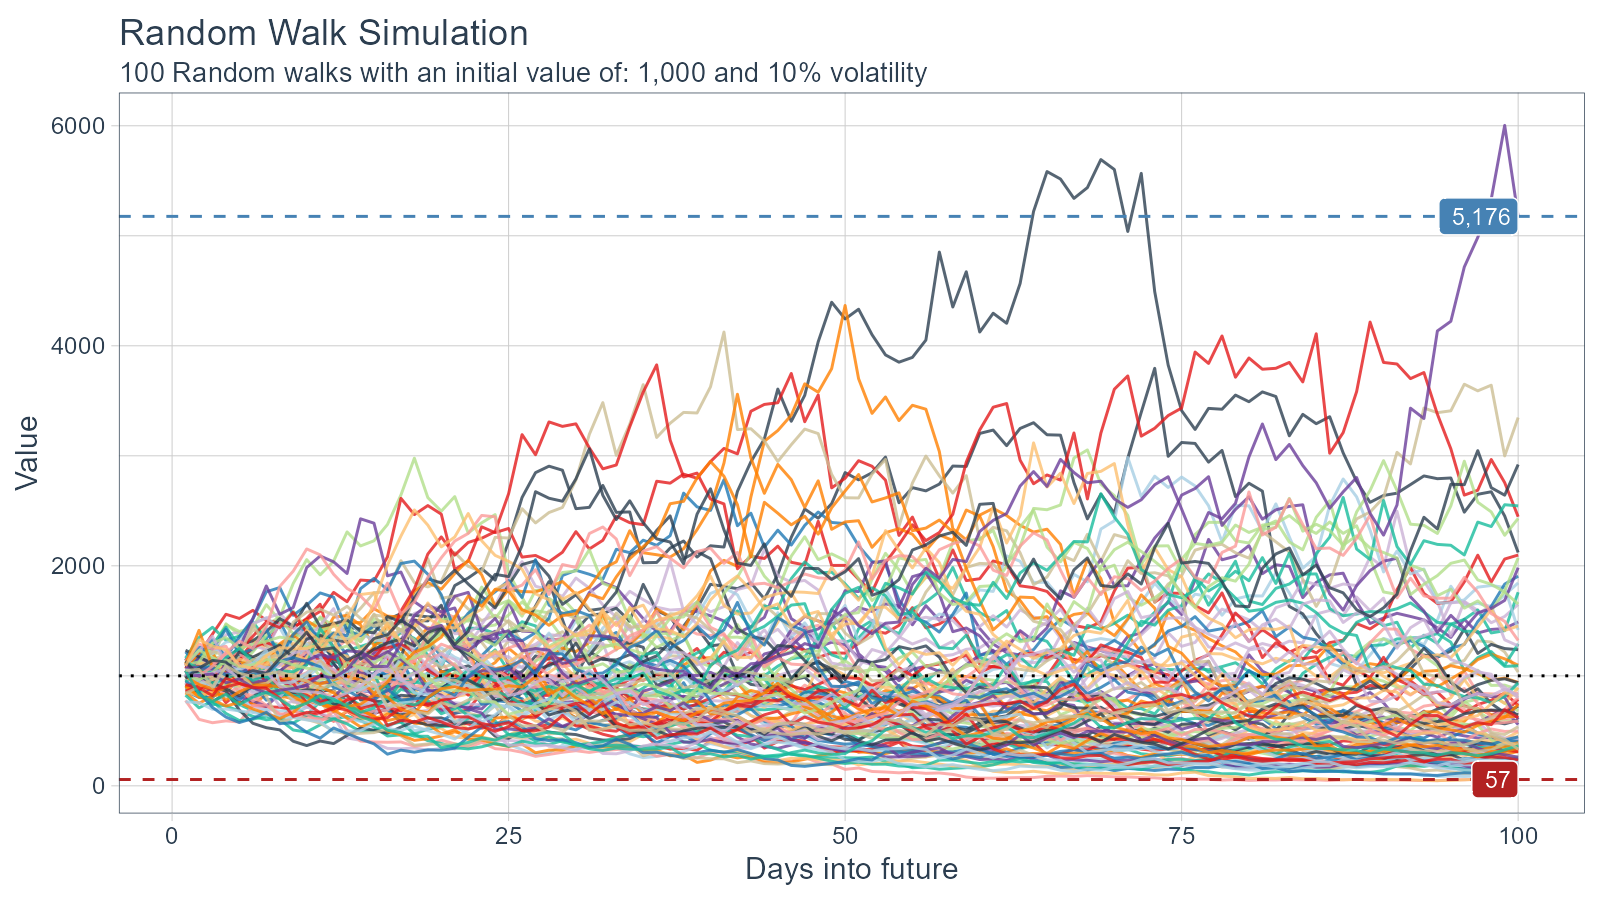 Random Walk Simulation
100 Random walks with an initial value of: 1,000 and 10% volatility
6000
4000
2000
0
Value
5,176
57
0
25
50
75
100
Days into future